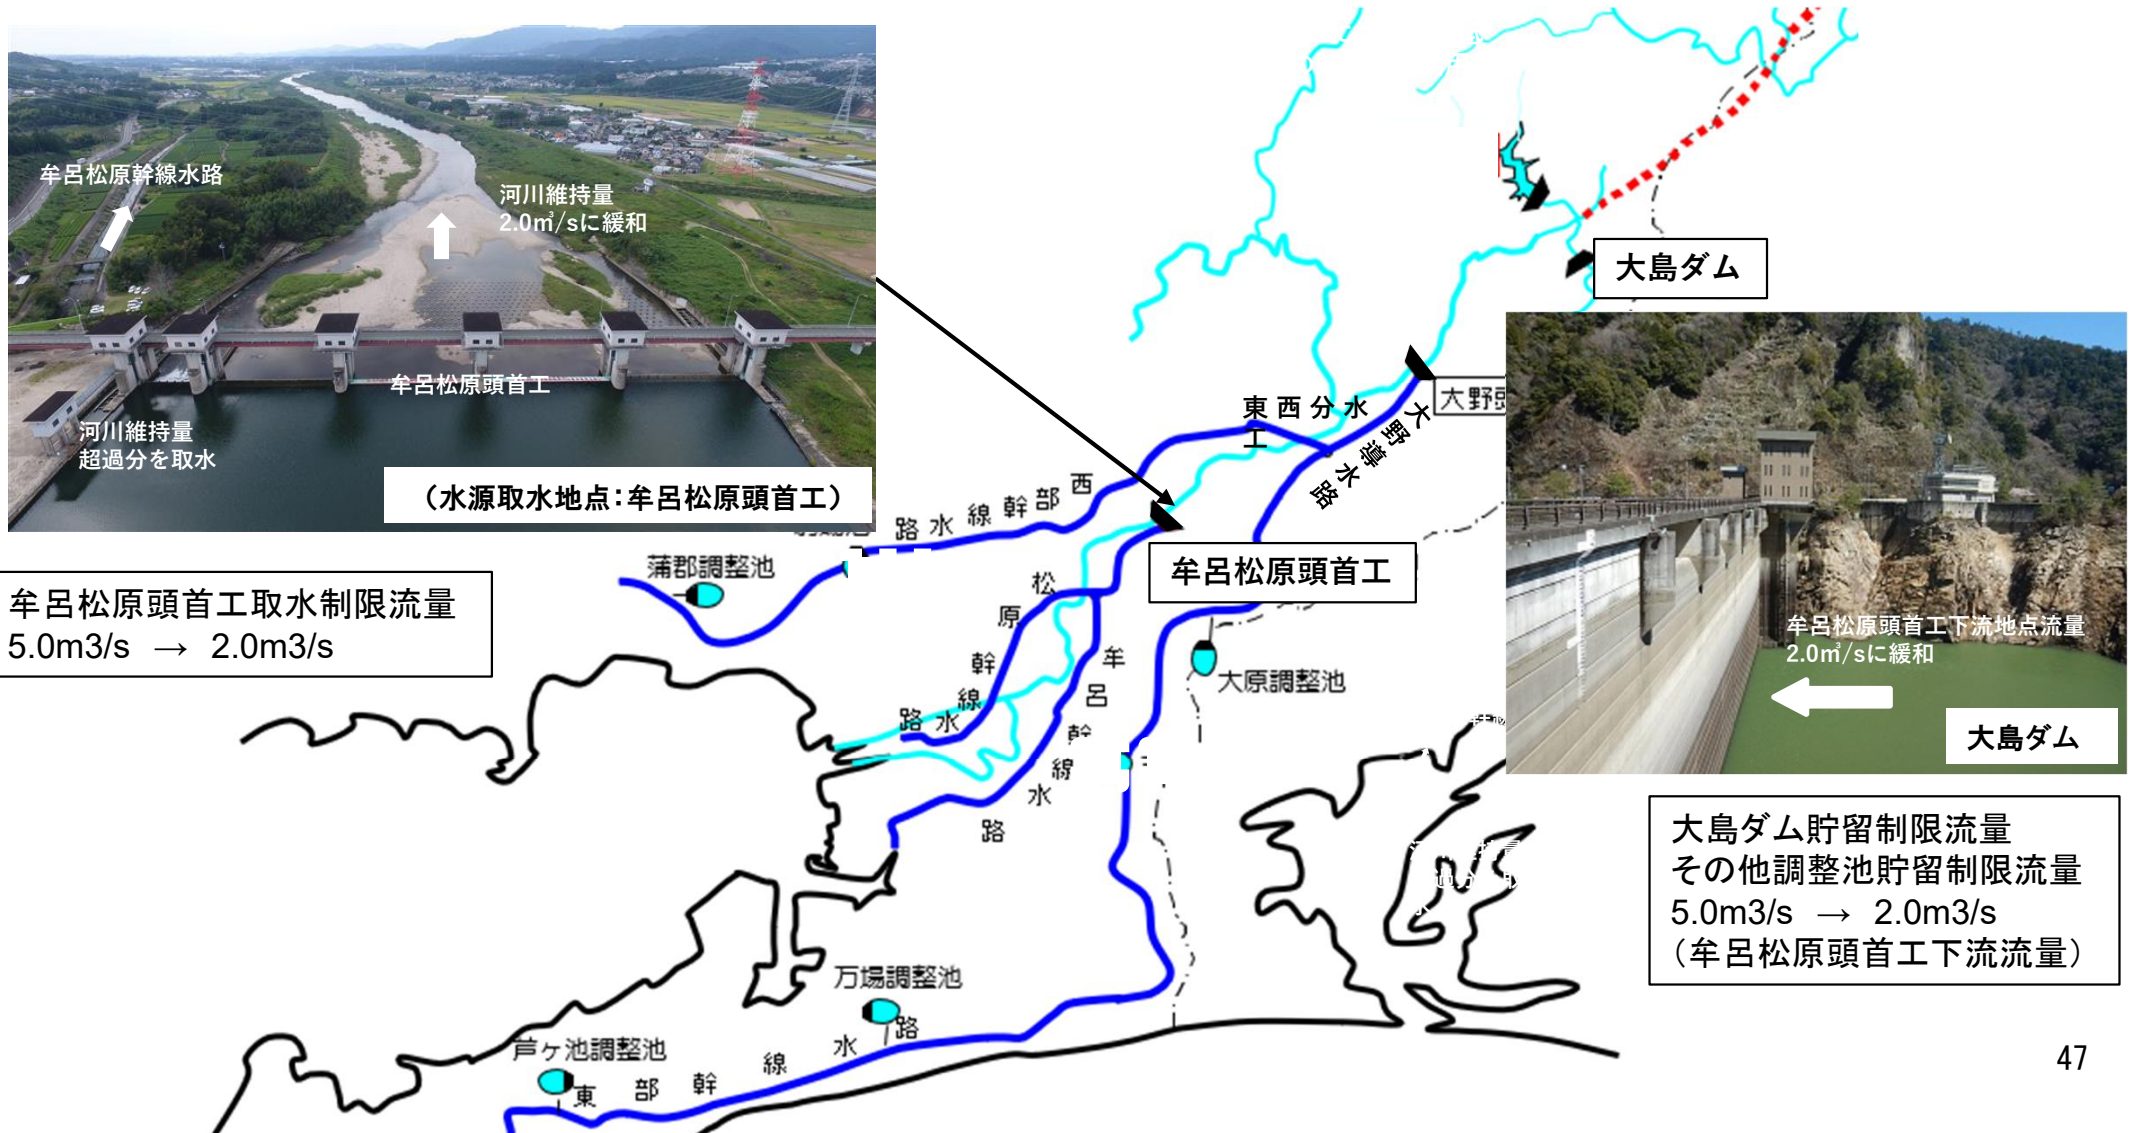 牟呂松原幹線水路
河川維持量
2.0㎥/sに緩和
牟呂松原頭首工
河川維持量
超過分を取水
（水源取水地点：牟呂松原頭首工）
牟呂松原頭首工取水制限流量
5.0m3/s → 2.0m3/s
大島ダム
大野頭
東西分水
工
大野導水路
西部幹線水路
蒲郡調整池
牟呂松原頭首工
松原幹線水路
牟呂幹線水路
大原調整池
万場調整池
芦ヶ池調整池
東部幹線水路
牟呂松原頭首工下流地点流量
2.0㎥/sに緩和
大島ダム
大島ダム貯留制限流量
その他調整池貯留制限流量
5.0m3/s → 2.0m3/s
（牟呂松原頭首工下流流量）
47